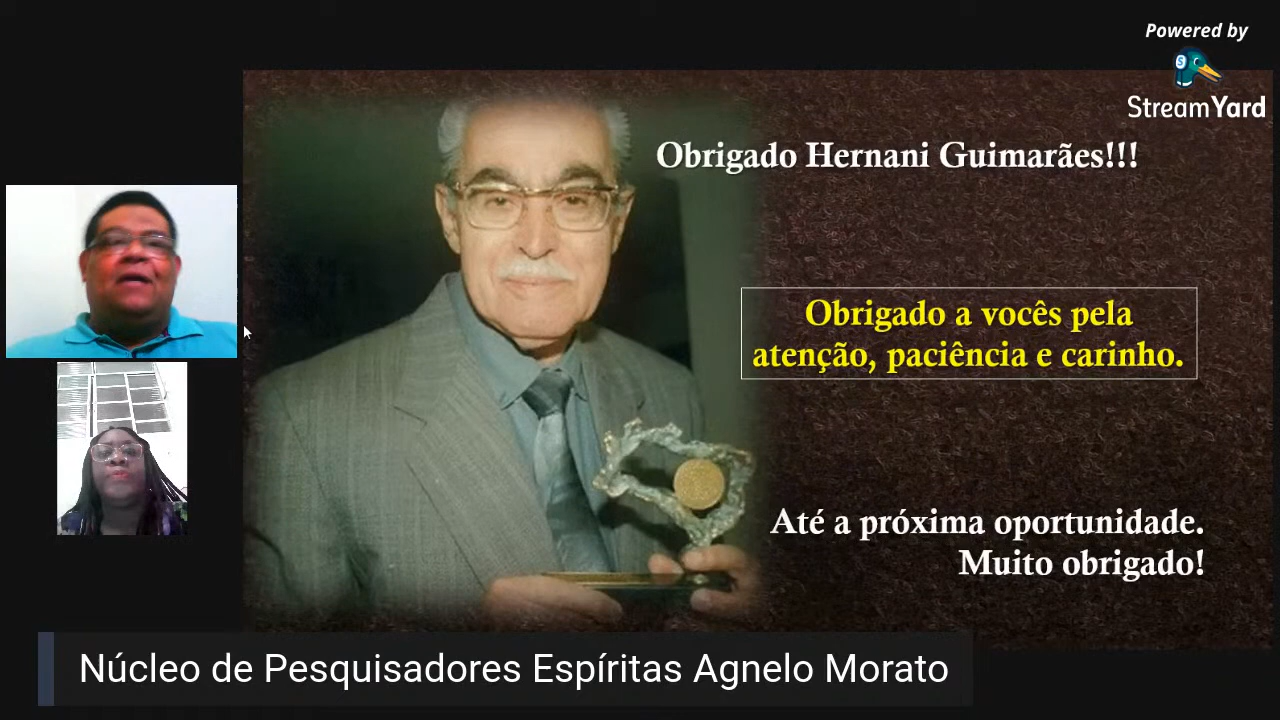 Powered by
StreamYard
Obrigado Hernani Guimarães!!!
Obrigado a vocês pela
atenção, paciência e carinho.
Até a próxima oportunidade.
Muito obrigado!
Núcleo de Pesquisadores Espíritas Agnelo Morato